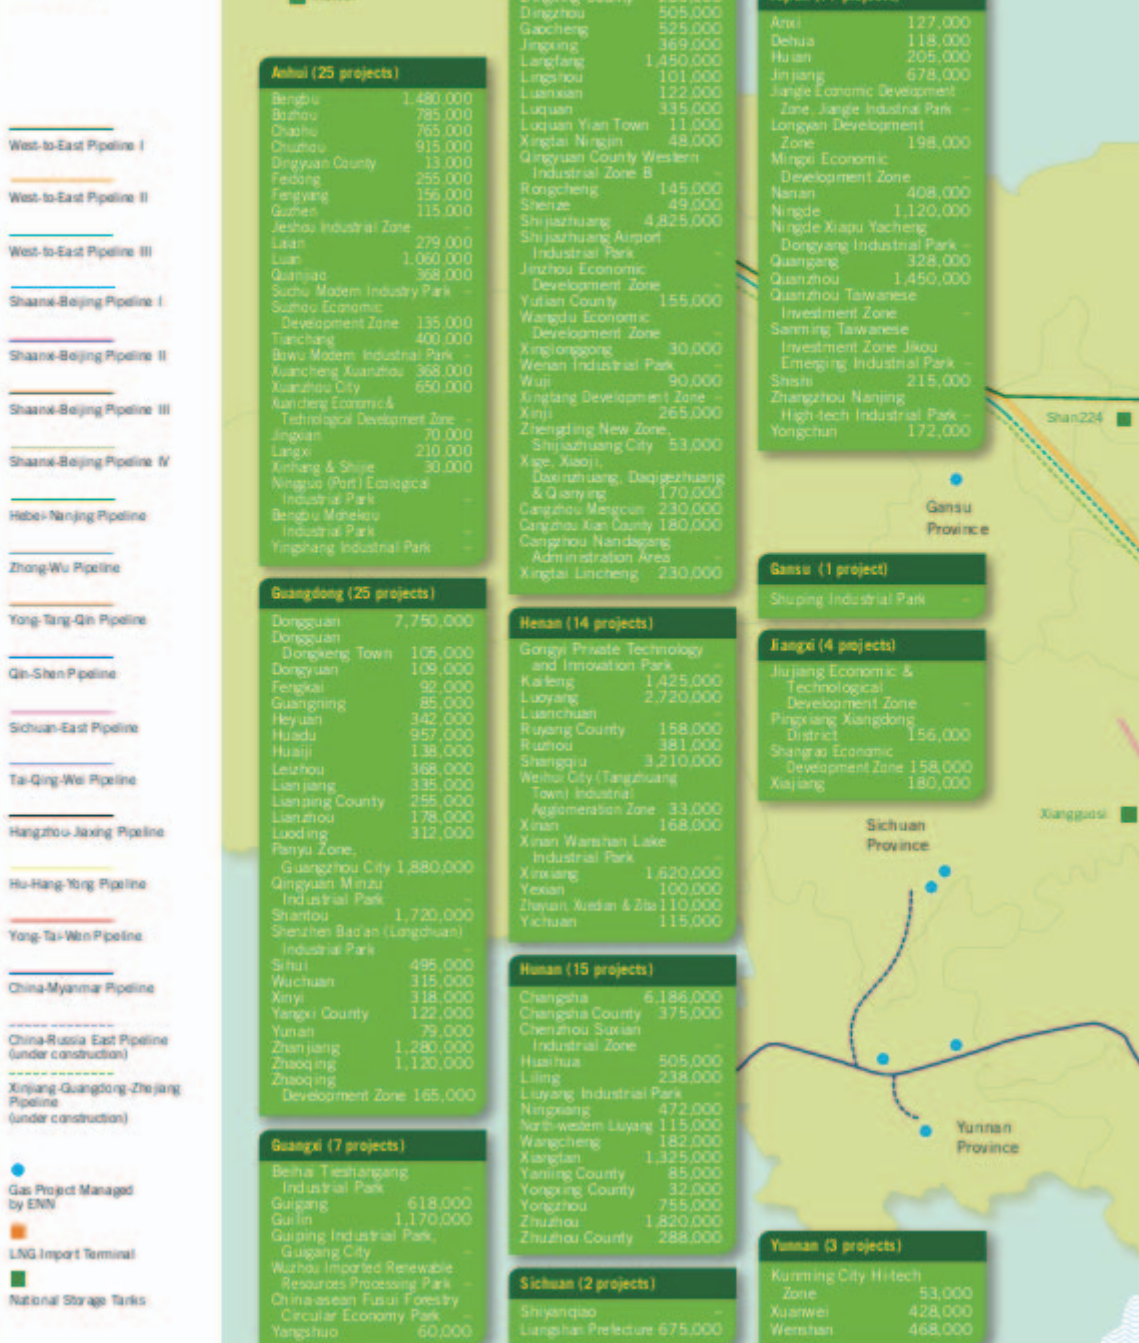 West-to-East Pipeline I
West-to-East Pipeline II
West-to-East Pipeline III
Shaanxi-Beijing Pipeline I
Shaanxi-Beijing Pipeline II
Shaanxi-Beijing Pipeline III
Shaanxi-Beijing Pipeline IV
Hebei-Nanjing Pipeline
Zhong-Wu Pipeline
Yong-Tang-Qin Pipeline
Qin-Shen Pipeline
Sichuan-East Pipeline
Tai-Qing-Wei Pipeline
Hangzhou-Jiaxing Pipeline
Hu-Hang-Yong Pipeline
Yong-Tai-Wen Pipeline
China-Myanmar Pipeline
China-Russia East Pipeline
(under construction)
Xinjiang-Guangdong-Zhejiang
Pipeline
(under construction)
Gas Project Managed
by ENN
LNG Import Terminal
National Storage Tanks
Anhui (25 projects)
Bengbu 1,480,000
Bozhou 785,000
Chaohu 765,000
Chuzhou 915,000
Dingyuan County 13,000
Feidong 255,000
Fengyang 156,000
Guzhen 115,000
Jieshou Industrial Zone -
Laian 279,000
Luan 1,060,000
Quanjiao 368,000
Suchu Modern Industry Park -
Suzhou Economic
Development Zone 135,000
Tianchang 400,000
Bowu Modern Industrial Park -
Xuancheng Xuanzhou 368,000
Xuanzhou City 650,000
Xuancheng Economic &
Technological Development Zone -
Jingxian 70,000
Langxi 210,000
Xinhang & Shijie 30,000
Ningguo (Port) Ecological
Industrial Park -
Bengbu Mohekou
Industrial Park -
Yingshang Industrial Park -
Guangdong (25 projects)
Dongguan 7,750,000
Dongguan
Dongkeng Town 105,000
Dongyuan 109,000
Fengkai 92,000
Guangning 85,000
Heyuan 342,000
Huadu 957,000
Huaiji 138,000
Leizhou 368,000
Lianjiang 335,000
Lianping County 255,000
Lianzhou 178,000
Luoding 312,000
Panyu Zone,
Guangzhou City 1,880,000
Qingyuan Minzu
Industrial Park -
Shantou 1,720,000
Shenzhen Bao'an (Longchuan)
Industrial Park -
Sihui 495,000
Wuchuan 315,000
Xinyi 318,000
Yangxi County 122,000
Yunan 79,000
Zhanjiang 1,280,000
Zhaoqing 1,120,000
Zhaoqing
Development Zone 165,000
Guangxi (7 projects)
Beihai Tieshangang
Industrial Park -
Guigang 618,000
Guilin 1,170,000
Guiping Industrial Park,
Guigang City -
Wuzhou Imported Renewable
Resources Processing Park -
China-asean Fusui Forestry
Circular Economy Park -
Yangshuo 60,000
Dingzhou 505,000
Gaocheng 525,000
Jingxing 369,000
Langfang 1,450,000
Lingshou 101,000
Luanxian 122,000
Luquan 335,000
Luquan Yian Town 11,000
Xingtai Ningjin 48,000
Qingyuan County Western
Industrial Zone B -
Rongcheng 145,000
Shenze 49,000
Shijiazhuang 4,825,000
Shijiazhuang Airport
Industrial Park -
Jinzhou Economic
Development Zone -
Yutian County 155,000
Wangdu Economic
Development Zone -
Xinglonggong 30,000
Wenan Industrial Park -
Wuji 90,000
Xingtang Development Zone -
Xinji 265,000
Zhengding New Zone,
Shijiazhuang City 53,000
Xige, Xiaoji,
Daxinzhuang, Daqigezhuang
& Qianying 170,000
Cangzhou Mengcun 230,000
Cangzhou Xian County 180,000
Cangzhou Nandagang
Administration Area -
Xingtai Lincheng 230,000
Henan (14 projects)
Gongyi Private Technology
and Innovation Park -
Kaifeng 1,425,000
Luoyang 2,720,000
Luanchuan -
Ruyang County 158,000
Ruzhou 381,000
Shangqiu 3,210,000
Weihui City (Tangzhuang
Town) Industrial
Agglomeration Zone 33,000
Xinan 168,000
Xinan Wanshan Lake
Industrial Park -
Xinxiang 1,620,000
Yexian 100,000
Zhayuan, Xuedian & Ziba 110,000
Yichuan 115,000
Hunan (15 projects)
Changsha 6,186,000
Changsha County 375,000
Chenzhou Suxian
Industrial Zone -
Huaihua 505,000
Liling 238,000
Liuyang Industrial Park -
Ningxiang 472,000
North-western Liuyang 115,000
Wangcheng 182,000
Xiangtan 1,325,000
Yanling County 85,000
Yongxing County 32,000
Yongzhou 755,000
Zhuzhou 1,820,000
Zhuzhou County 288,000
Sichuan (2 projects)
Shiyanqiao -
Liangshan Prefecture 675,000
Anxi 127,000
Dehua 118,000
Huian 205,000
Jinjiang 678,000
Jiangle Economic Development
Zone, Jiangle Industrial Park -
Longyan Development
Zone 198,000
Mingxi Economic
Development Zone -
Nanan 408,000
Ningde 1,120,000
Ningde Xiapu Yacheng
Dongyang Industrial Park -
Quangang 328,000
Quanzhou 1,450,000
Quanzhou Taiwanese
Investment Zone -
Sanming Taiwanese
Investment Zone Jikou
Emerging Industrial Park -
Shishi 215,000
Zhangzhou Nanjing
High-tech Industrial Park -
Yongchun 172,000
Shan224
Gansu
Province
Gansu (1 project)
Shuping Industrial Park -
Jiangxi (4 projects)
Jiujiang Economic &
Technological
Development Zone -
Pingxiang Xiangdong
District 156,000
Shangrao Economic
Development Zone 158,000
Xiajiang 180,000
Xiangguosi
Sichuan
Province
Yunnan
Province
Yunnan (3 projects)
Kunming City Hi-tech
Zone 53,000
Xuanwei 428,000
Wenshan 468,000